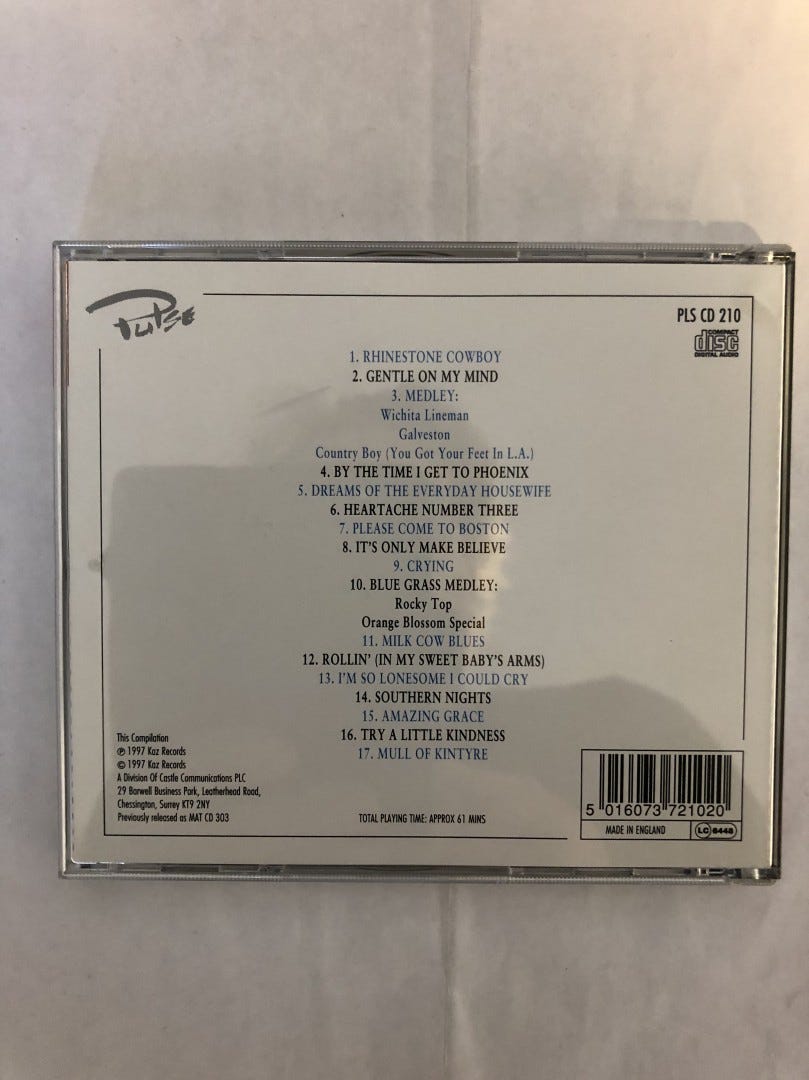 Pulse
PLS CD 210
COMPACT
disc
DIGITAL AUDIO
1. RHINESTONE COWBOY
2. GENTLE ON MY MIND
3. MEDLEY:
Wichita Lineman
Galveston
Country Boy (You Got Your Feet In L.A.)
4. BY THE TIME I GET TO PHOENIX
5. DREAMS OF THE EVERYDAY HOUSEWIFE
6. HEARTACHE NUMBER THREE
7. PLEASE COME TO BOSTON
8. IT'S ONLY MAKE BELIEVE
9. CRYING
10. BLUE GRASS MEDLEY:
Rocky Top
Orange Blossom Special
11. MILK COW BLUES
12. ROLLIN' (IN MY SWEET BABY'S ARMS)
13. I'M SO LONESOME I COULD CRY
14. SOUTHERN NIGHTS
15. AMAZING GRACE
16. TRY A LITTLE KINDNESS
17. MULL OF KINTYRE
This Compilation
℗ 1997 Kaz Records
© 1997 Kaz Records
A Division Of Castle Communications PLC
29 Barwell Business Park, Leatherhead Road,
Chessington, Surrey KT9 2NY
Previously released as MAT CD 303
TOTAL PLAYING TIME: APPROX 61 MINS
5 016073 721020
MADE IN ENGLAND
LC 8448